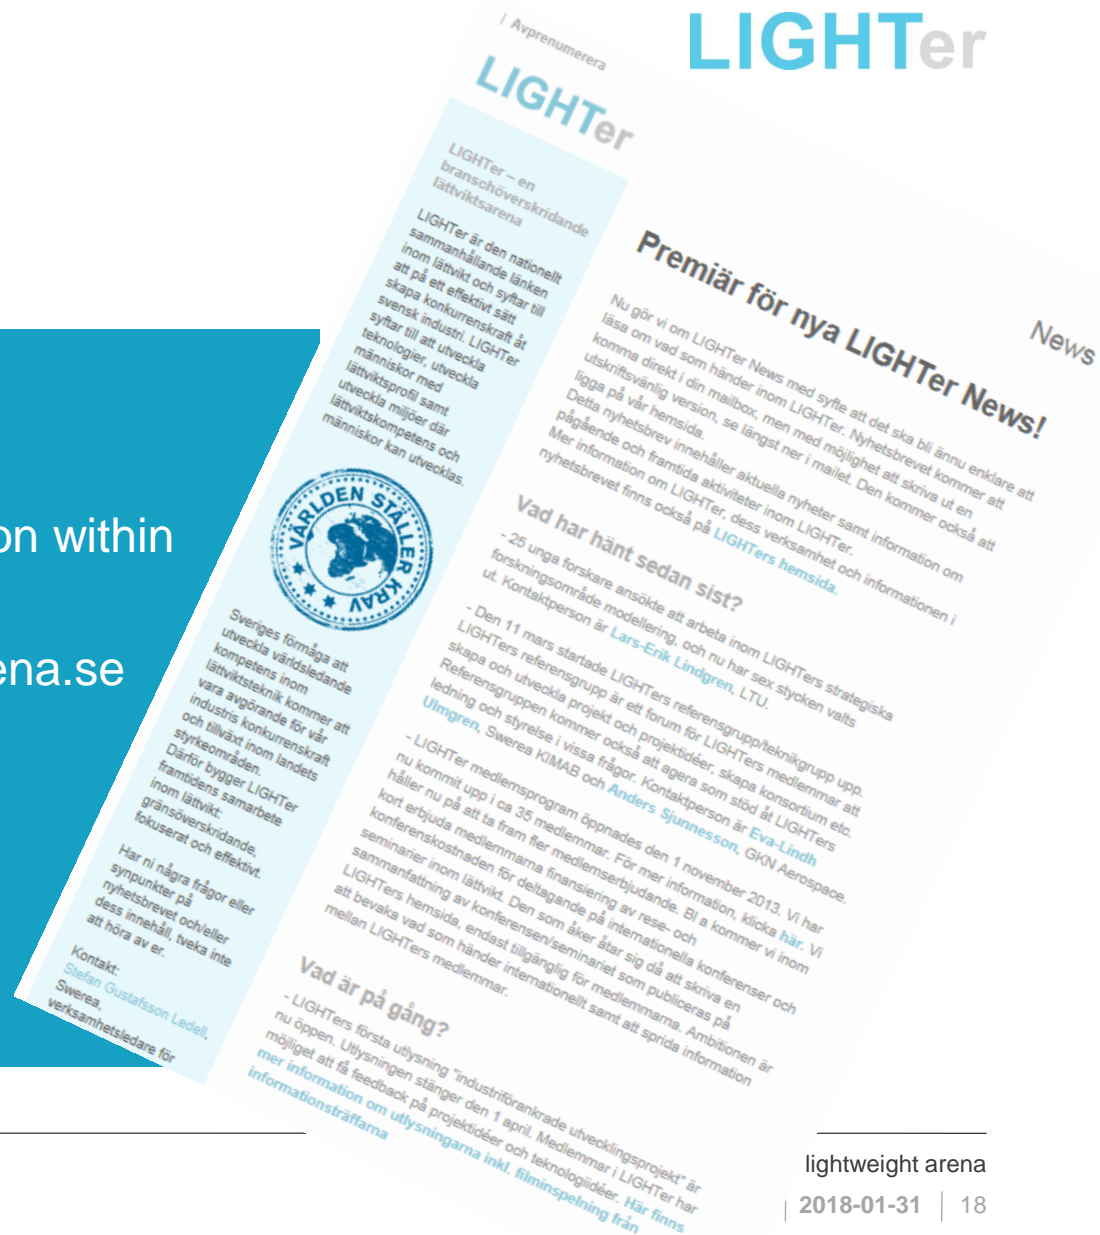 LIGHTer
| Avprenumerera
LIGHTer
LIGHTer – en
branschöverskridande
lättviktsarena
LIGHTer är den nationellt
sammanhållande länken
inom lättvikt och syftar till
att på ett effektivt sätt
skapa konkurrenskraft åt
svensk industri. LIGHTer
syftar till att utveckla
teknologier, utveckla
människor med
lättviktsprofil samt
utveckla miljöer där
lättviktskompetens och
människor kan utvecklas.
VÄRLDEN STÄLLER KRAV
Sveriges förmåga att
utveckla världsledande
kompetens inom
lättviktsteknik kommer att
vara avgörande för vår
industris konkurrenskraft
och tillväxt inom landets
styrkeområden.
Därför bygger LIGHTer
framtidens samarbete
inom lättvikt:
gränsöverskridande,
fokuserat och effektivt.
Har ni några frågor eller
synpunkter på
nyhetsbrevet och/eller
dess innehåll, tveka inte
att höra av er.
Kontakt:
Stefan Gustafsson Ledell,
Swerea,
verksamhetsledare för
News
Premiär för nya LIGHTer News!
Nu gör vi om LIGHTer News med syfte att det ska bli ännu enklare att
läsa om vad som händer inom LIGHTer. Nyhetsbrevet kommer att
komma direkt i din mailbox, men med möjlighet att skriva ut en
utskriftsvänlig version, se längst ner i mailet. Den kommer också att
ligga på vår hemsida.
Detta nyhetsbrev innehåller aktuella nyheter samt information om
pågående och framtida aktiviteter inom LIGHTer.
Mer information om LIGHTer, dess verksamhet och informationen i
nyhetsbrevet finns också på LIGHTers hemsida.
Vad har hänt sedan sist?
- 25 unga forskare ansökte att arbeta inom LIGHTers strategiska
forskningsområde modellering, och nu har sex stycken valts
ut. Kontaktperson är Lars-Erik Lindgren, LTU.
- Den 11 mars startade LIGHTers referensgrupp/teknikgrupp upp.
LIGHTers referensgrupp är ett forum för LIGHTers medlemmar att
skapa och utveckla projekt och projektidéer, skapa konsortium etc.
Referensgruppen kommer också att agera som stöd åt LIGHTers
ledning och styrelse i vissa frågor. Kontaktperson är Eva-Lindh
Ulmgren, Swerea KIMAB och Anders Sjunnesson, GKN Aerospace.
- LIGHTer medlemsprogram öppnades den 1 november 2013. Vi har
nu kommit upp i ca 35 medlemmar. För mer information, klicka här. Vi
håller nu på att ta fram fler medlemserbjudande. Bl a kommer vi inom
kort erbjuda medlemmarna finansiering av rese- och
konferenskostnaden för deltagande på internationella konferenser och
seminarier inom lättvikt. Den som åker åtar sig då att skriva en
sammanfattning av konferensen/seminariet som publiceras på
LIGHTers hemsida, endast tillgänglig för medlemmarna. Ambitionen är
att bevaka vad som händer internationellt samt att sprida information
mellan LIGHTers medlemmar.
Vad är på gång?
- LIGHTers första utlysning "industriförankrade utvecklingsprojekt" är
nu öppen. Utlysningen stänger den 1 april. Medlemmar i LIGHTer har
möjliget att få feedback på projektidéer och teknologiidéer. Här finns
mer information om utlysningarna inkl. filminspelning från
informationsträffarna
on within
ena.se
lightweight arena
| 2018-01-31 | 18